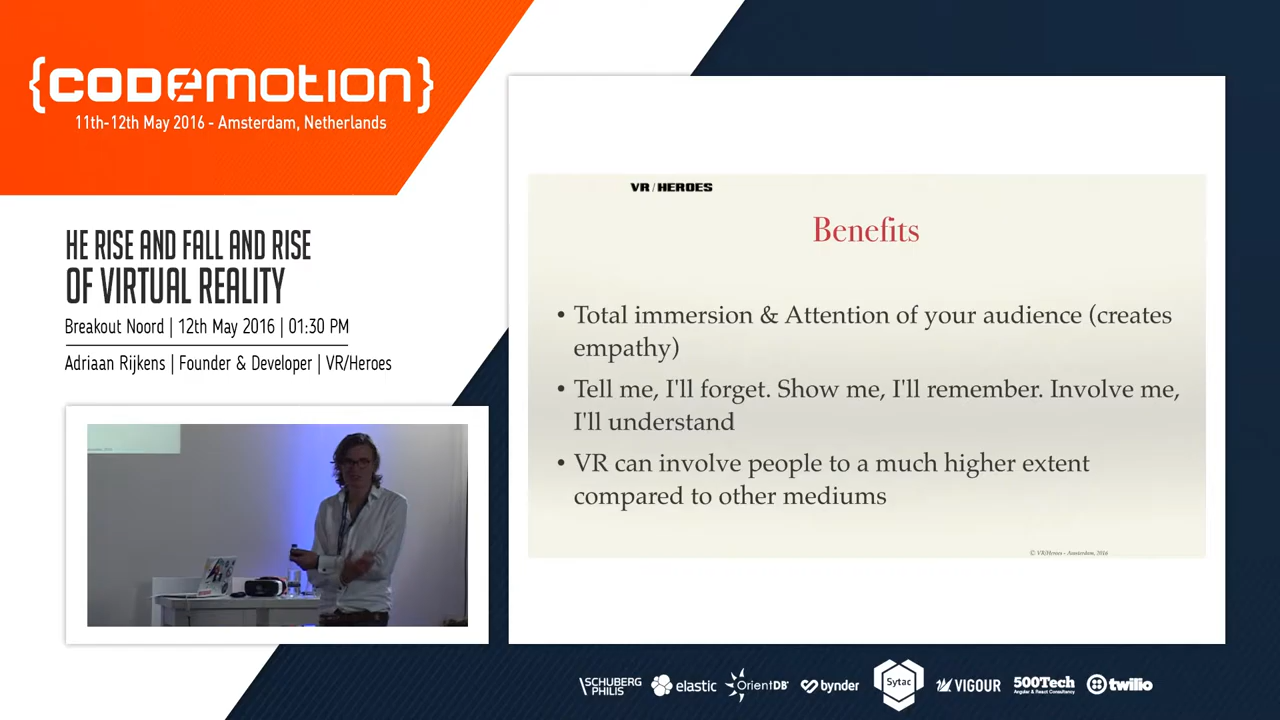 {CODEMOTION}
11th-12th May 2016 - Amsterdam, Netherlands
HE RISE AND FALL AND RISE
OF VIRTUAL REALITY
Breakout Noord | 12th May 2016 | 01:30 PM
Adriaan Rijkens | Founder & Developer | VR/Heroes
VR/HEROES
Benefits
• Total immersion & Attention of your audience (creates
empathy)
• Tell me, I'll forget. Show me, I'll remember. Involve me,
I'll understand
• VR can involve people to a much higher extent
compared to other mediums
© VR/Heroes - Amsterdam, 2016
SCHUBERG
PHILIS
elastic
OrientDB
bynder
Sytac
VIGOUR
500Tech
Angular & React Consultancy
twilio